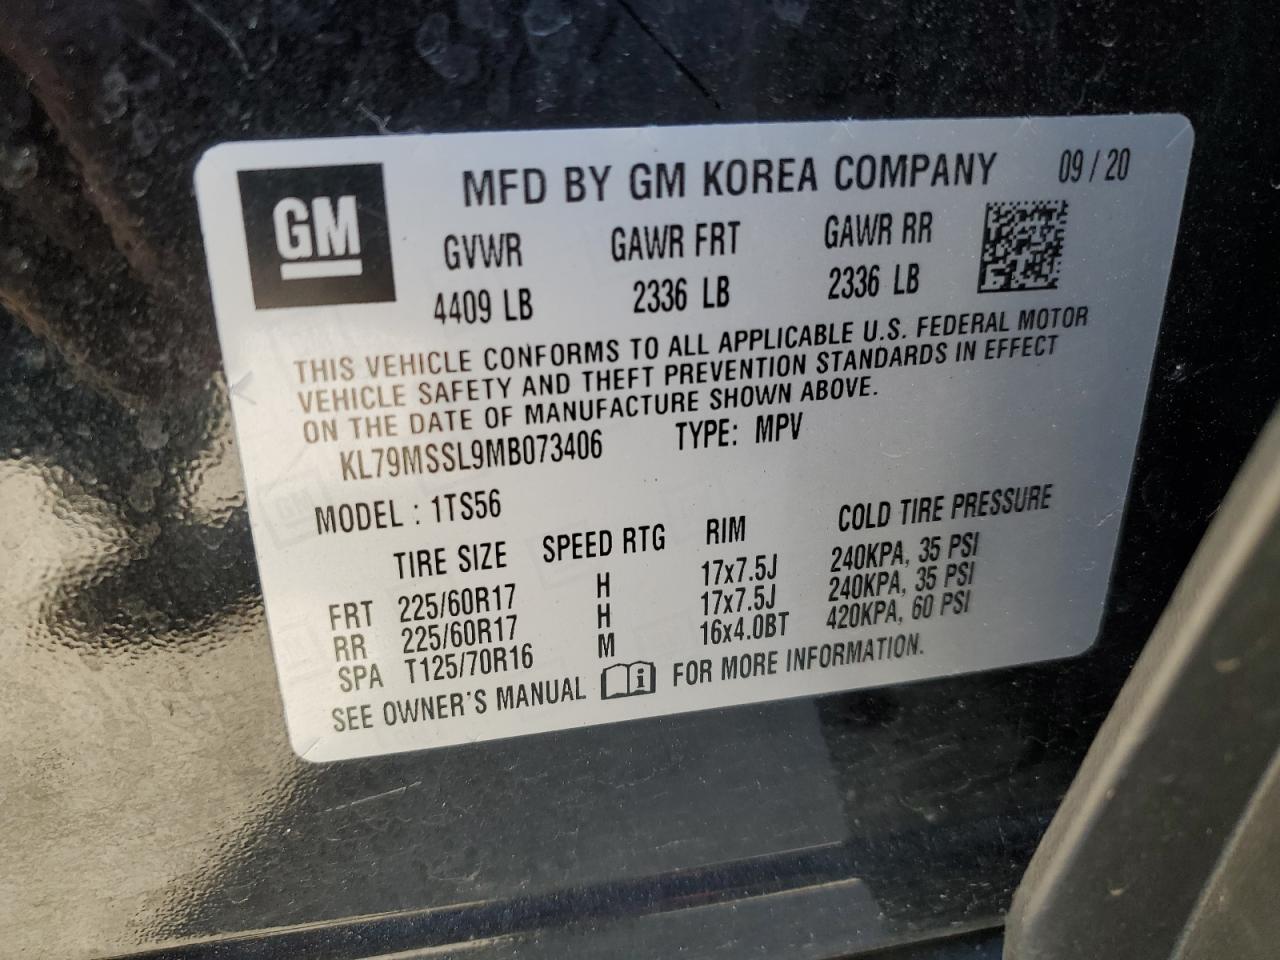 GM
MFD BY GM KOREA COMPANY 09 / 20
GVWR GAWR FRT GAWR RR
4409 LB 2336 LB 2336 LB
THIS VEHICLE CONFORMS TO ALL APPLICABLE U.S. FEDERAL MOTOR
VEHICLE SAFETY AND THEFT PREVENTION STANDARDS IN EFFECT
ON THE DATE OF MANUFACTURE SHOWN ABOVE.
KL79MSSL9MB073406 TYPE: MPV
MODEL : 1TS56
TIRE SIZE SPEED RTG RIM COLD TIRE PRESSURE
FRT 225/60R17 H 17x7.5J 240KPA, 35 PSI
RR 225/60R17 H 17x7.5J 240KPA, 35 PSI
SPA T125/70R16 M 16x4.0BT 420KPA, 60 PSI
SEE OWNER'S MANUAL i FOR MORE INFORMATION.